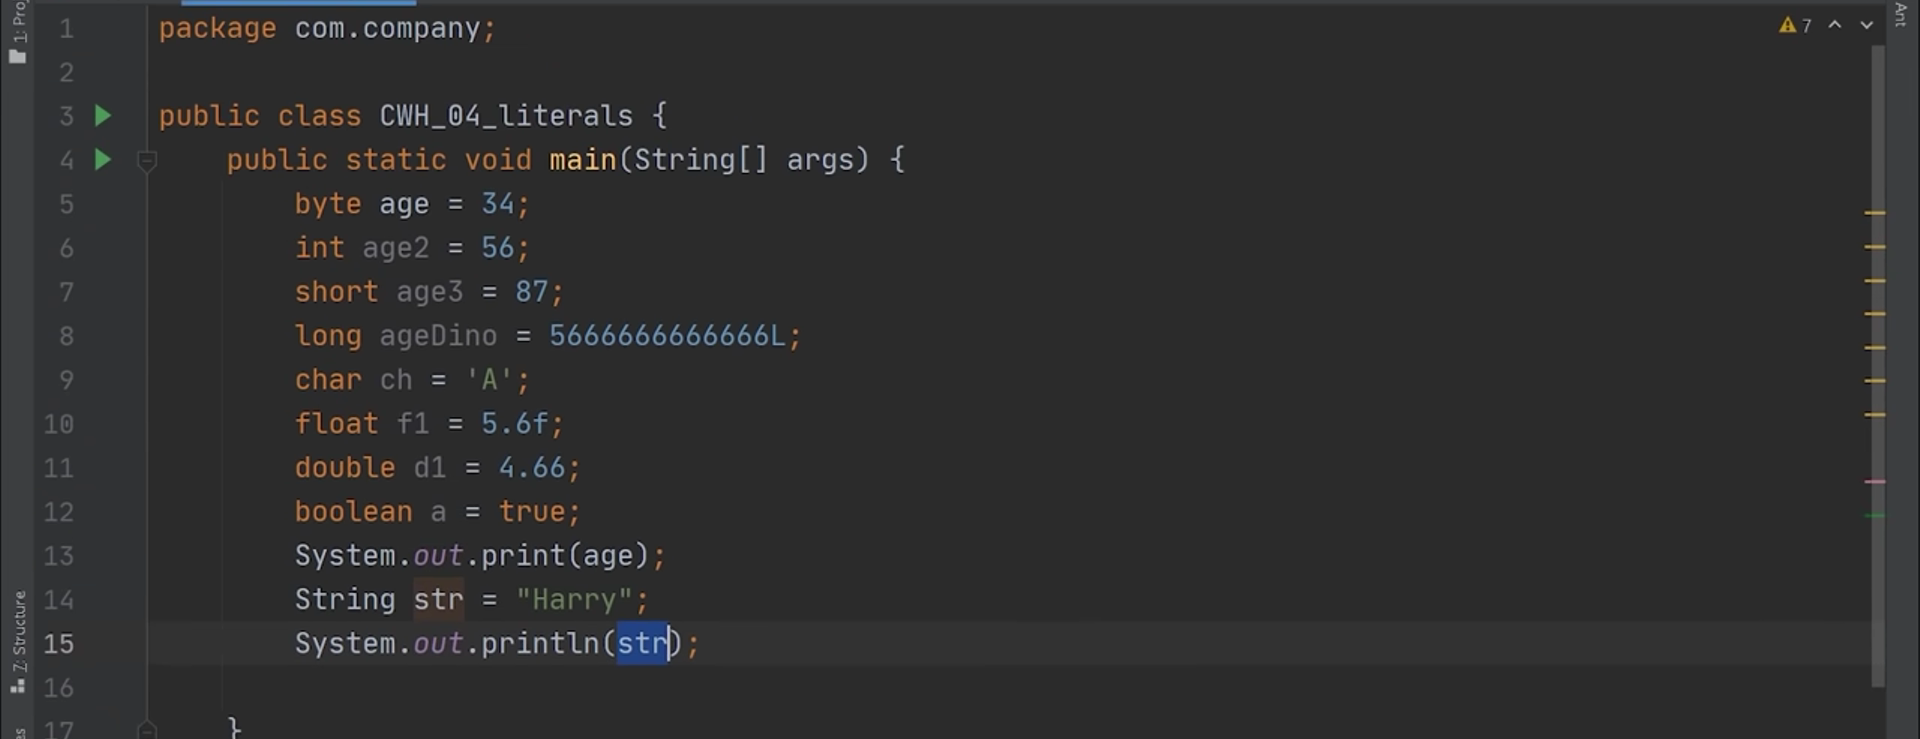 1 package com.company;
2
3 public class CWH_04_literals {
4     public static void main(String[] args) {
5         byte age = 34;
6         int age2 = 56;
7         short age3 = 87;
8         long ageDino = 5666666666666L;
9         char ch = 'A';
10         float f1 = 5.6f;
11         double d1 = 4.66;
12         boolean a = true;
13         System.out.print(age);
14         String str = "Harry";
15         System.out.println(str);
16
17     }
7
Ant
1: Pro
7: Structure
es